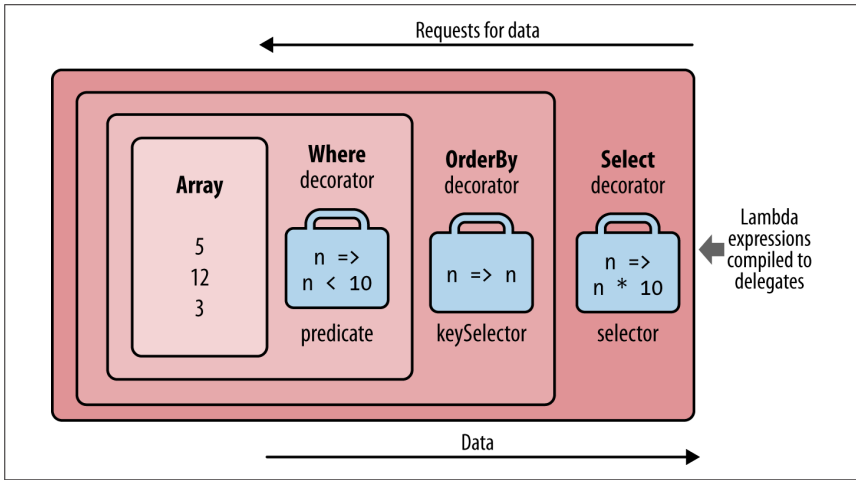 Requests for data
Array
5
12
3
Where
decorator
n =>
n < 10
predicate
OrderBy
decorator
n => n
keySelector
Select
decorator
n =>
n * 10
selector
Lambda
expressions
compiled to
delegates
Data